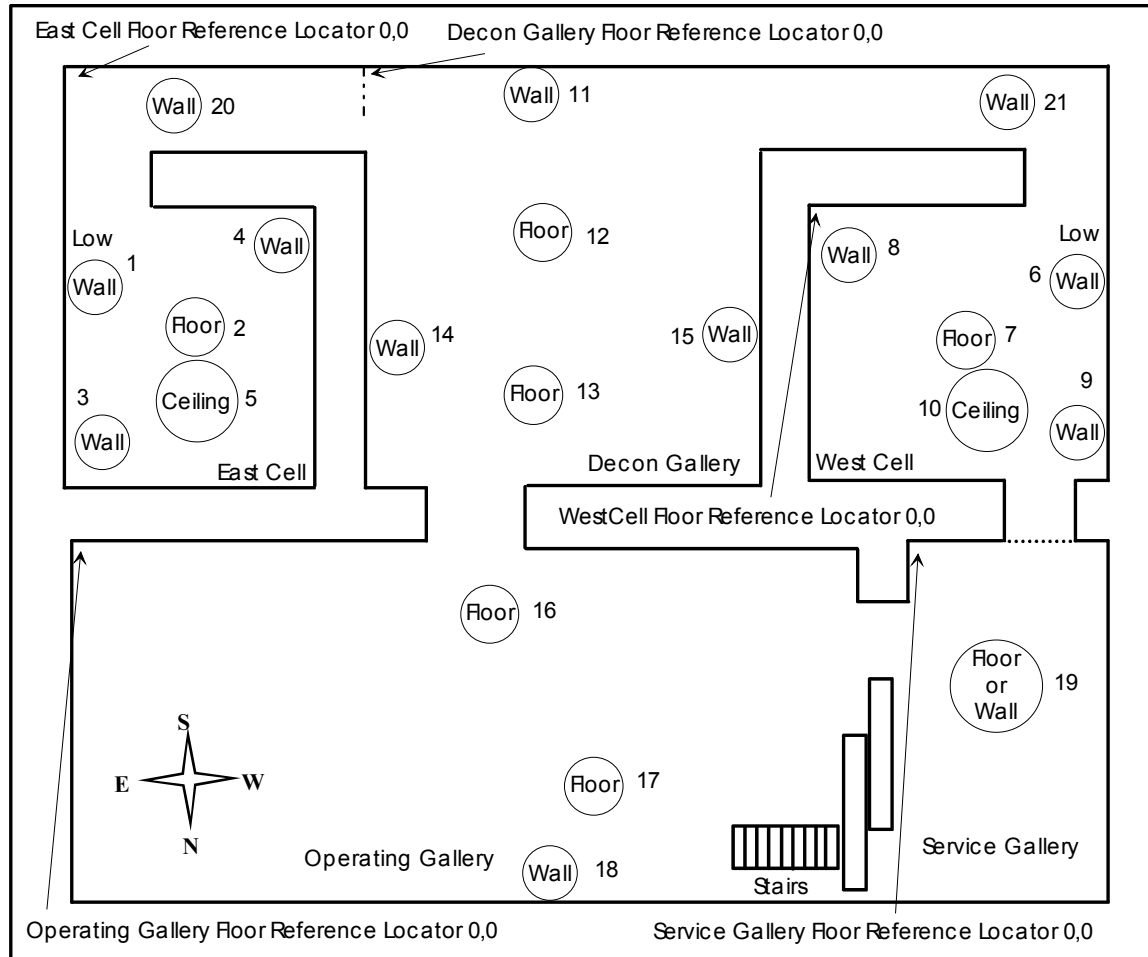 East Cell Floor Reference Locator 0,0
Decon Gallery Floor Reference Locator 0,0
Wall 20
Wall 11
Wall 21
Low
1
Wall
4
Wall
Floor 2
Ceiling 5
3
Wall
East Cell
Floor 12
Wall 14
15 Wall
Floor 13
Decon Gallery
Wall 8
Low
6
Wall
Floor 7
9
10 Ceiling
Wall
West Cell
WestCell Floor Reference Locator 0,0
Floor 16
Floor
or
Wall
19
S
E W
N
Floor 17
Operating Gallery
Wall 18
Stairs
Service Gallery
Operating Gallery Floor Reference Locator 0,0
Service Gallery Floor Reference Locator 0,0